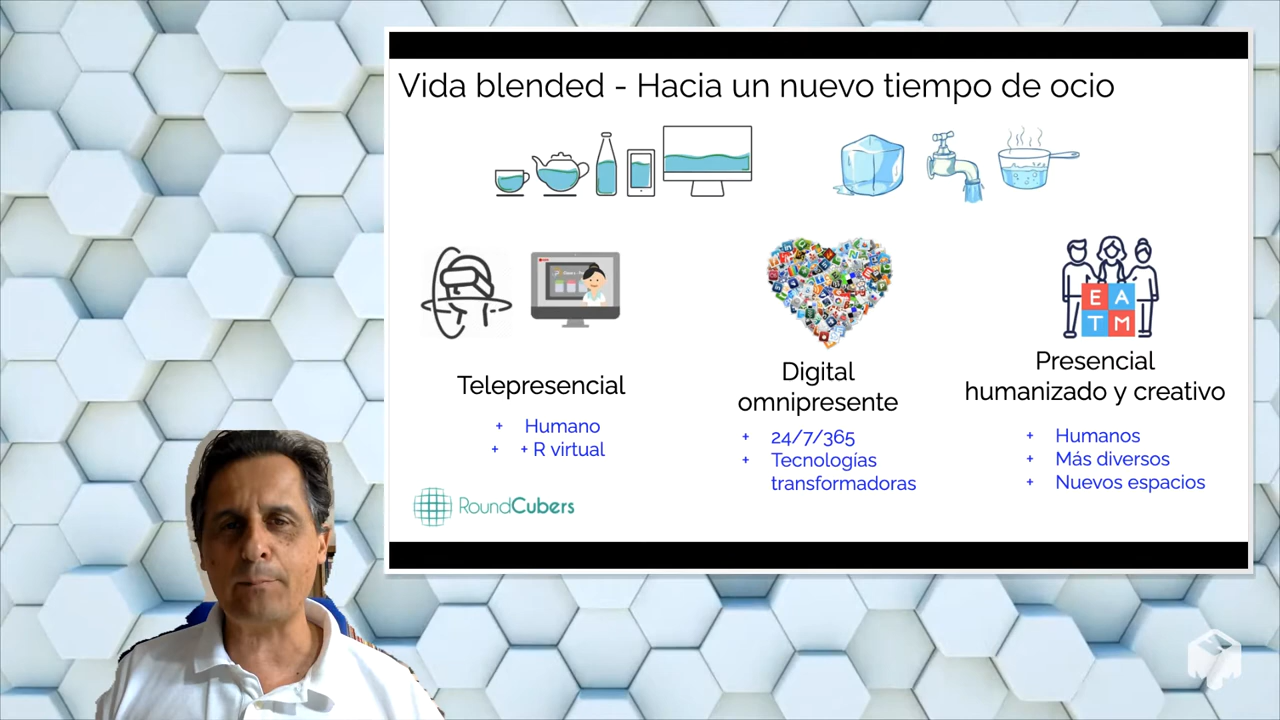 Vida blended - Hacia un nuevo tiempo de ocio
Telepresencial
+ Humano
+ + R virtual
Digital
omnipresente
+ 24/7/365
+ Tecnologías
transformadoras
E A
T M
Presencial
humanizado y creativo
+ Humanos
+ Más diversos
+ Nuevos espacios
RoundCubers